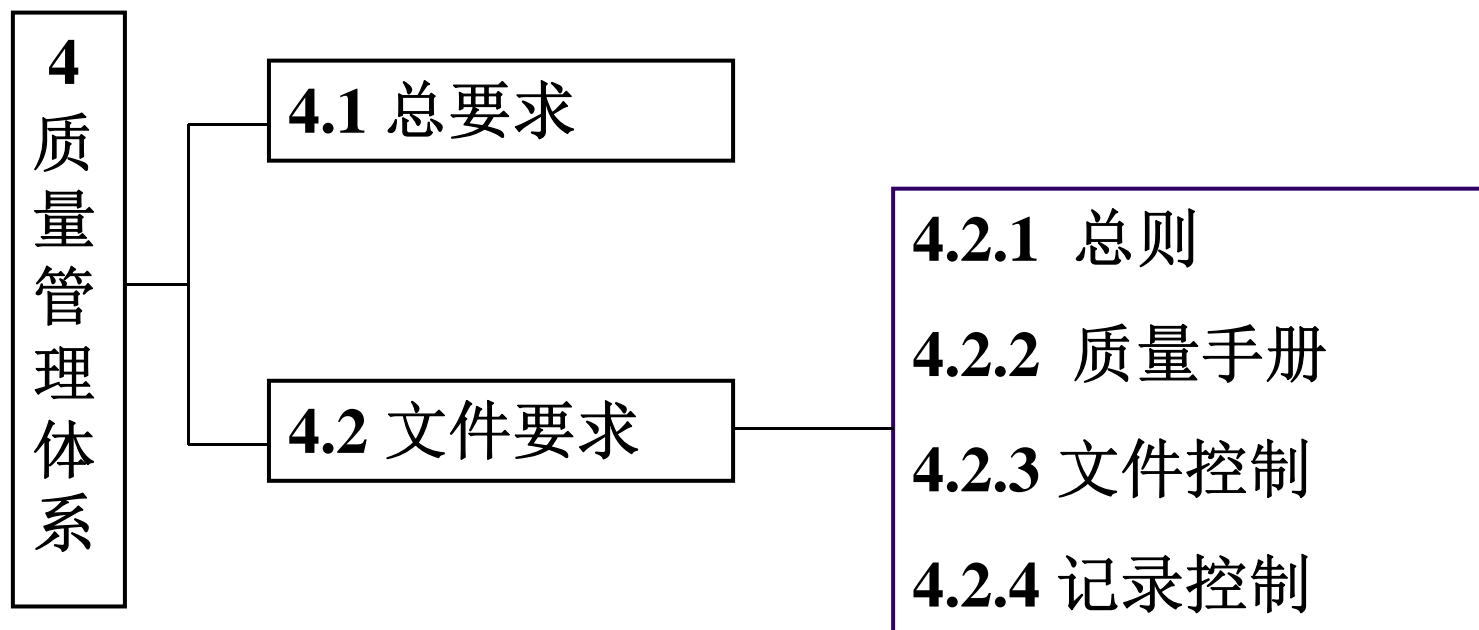 4
质
量
管
理
体
系
4.1 总要求
4.2 文件要求
4.2.1 总则
4.2.2 质量手册
4.2.3 文件控制
4.2.4 记录控制